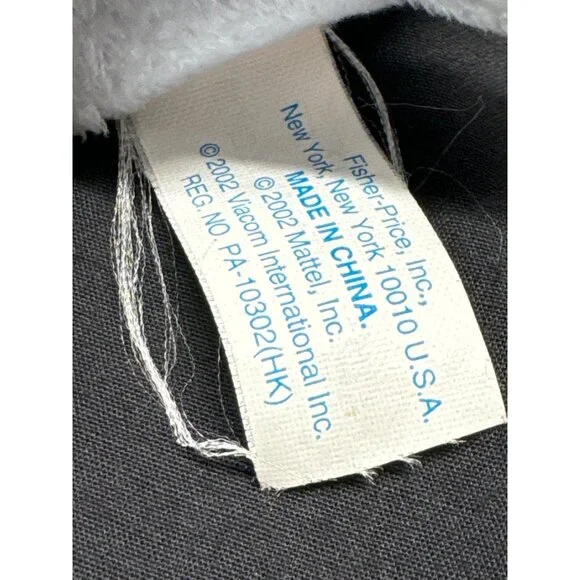 Fisher-Price, Inc.,
New York, New York 10010 U.S.A.
MADE IN CHINA.
© 2002 Mattel, Inc.
© 2002 Viacom International Inc.
REG. NO. PA-10302(HK)